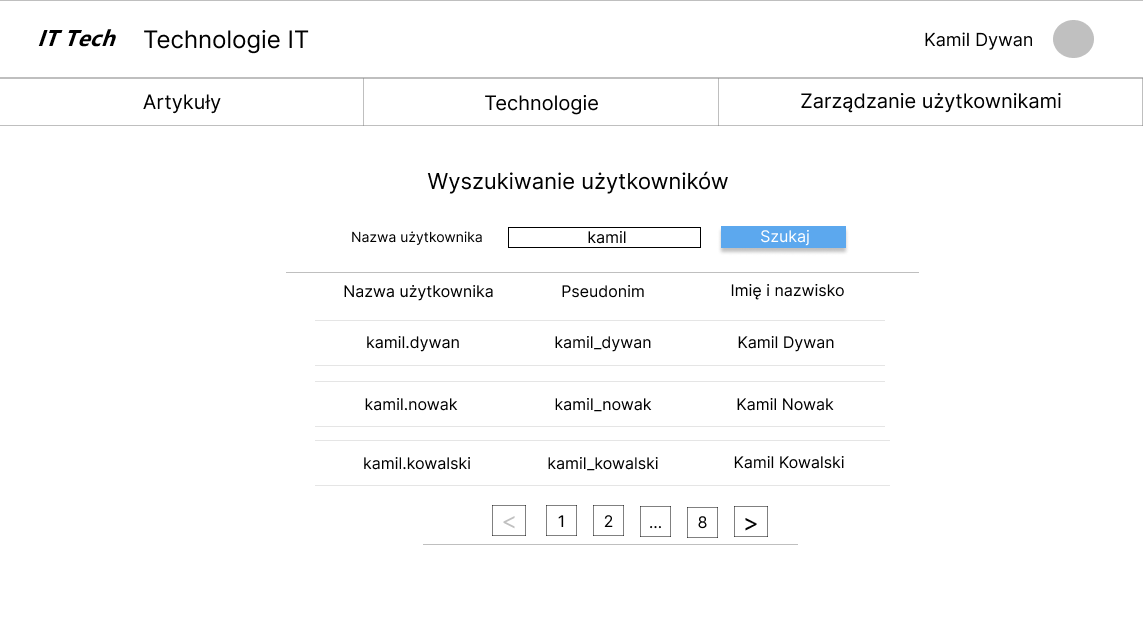 IT Tech Technologie IT Kamil Dywan
Artykuły Technologie Zarządzanie użytkownikami
Wyszukiwanie użytkowników
Nazwa użytkownika kamil Szukaj
Nazwa użytkownika Pseudonim Imię i nazwisko
kamil.dywan kamil_dywan Kamil Dywan
kamil.nowak kamil_nowak Kamil Nowak
kamil.kowalski kamil_kowalski Kamil Kowalski
< 1 2 ... 8 >